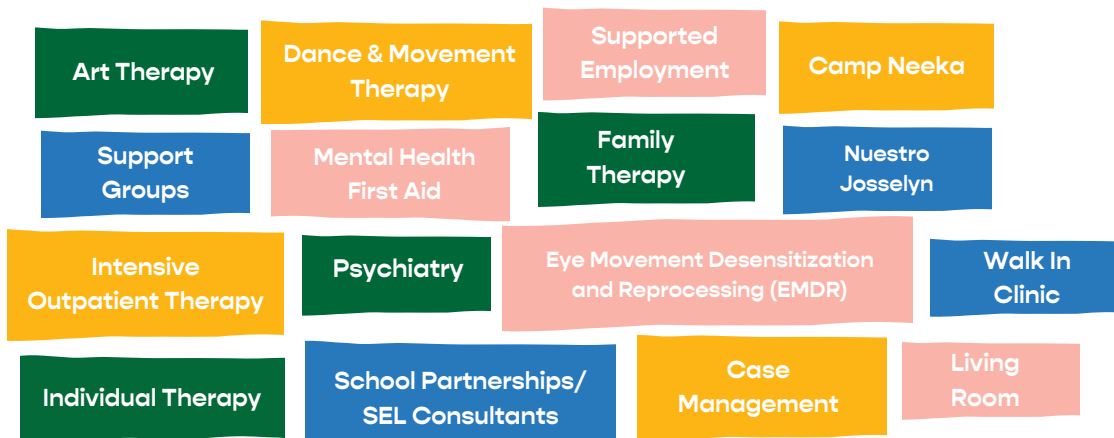 Art Therapy
Dance & Movement
Therapy
Supported
Employment
Camp Neeka
Support
Groups
Mental Health
First Aid
Family
Therapy
Nuestro
Josselyn
Intensive
Outpatient Therapy
Psychiatry
Eye Movement Desensitization
and Reprocessing (EMDR)
Walk In
Clinic
Individual Therapy
School Partnerships/
SEL Consultants
Case
Management
Living
Room